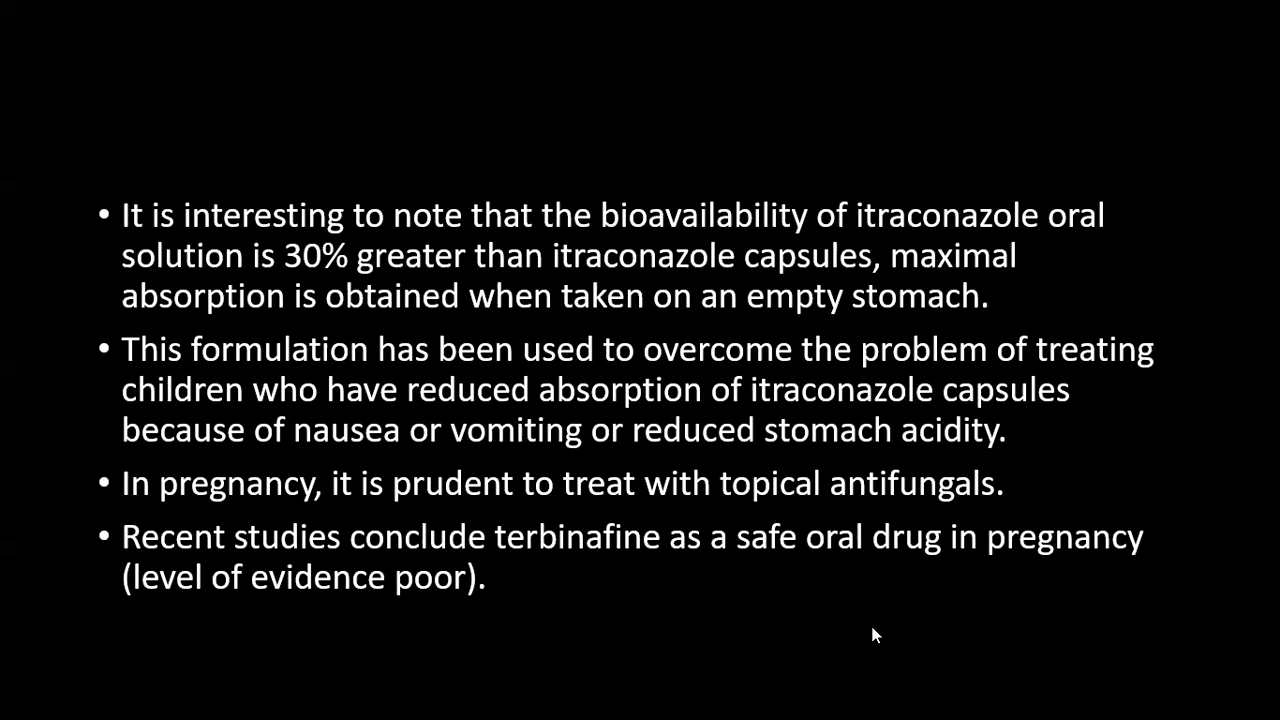 • It is interesting to note that the bioavailability of itraconazole oral
solution is 30% greater than itraconazole capsules, maximal
absorption is obtained when taken on an empty stomach.
• This formulation has been used to overcome the problem of treating
children who have reduced absorption of itraconazole capsules
because of nausea or vomiting or reduced stomach acidity.
• In pregnancy, it is prudent to treat with topical antifungals.
• Recent studies conclude terbinafine as a safe oral drug in pregnancy
(level of evidence poor).